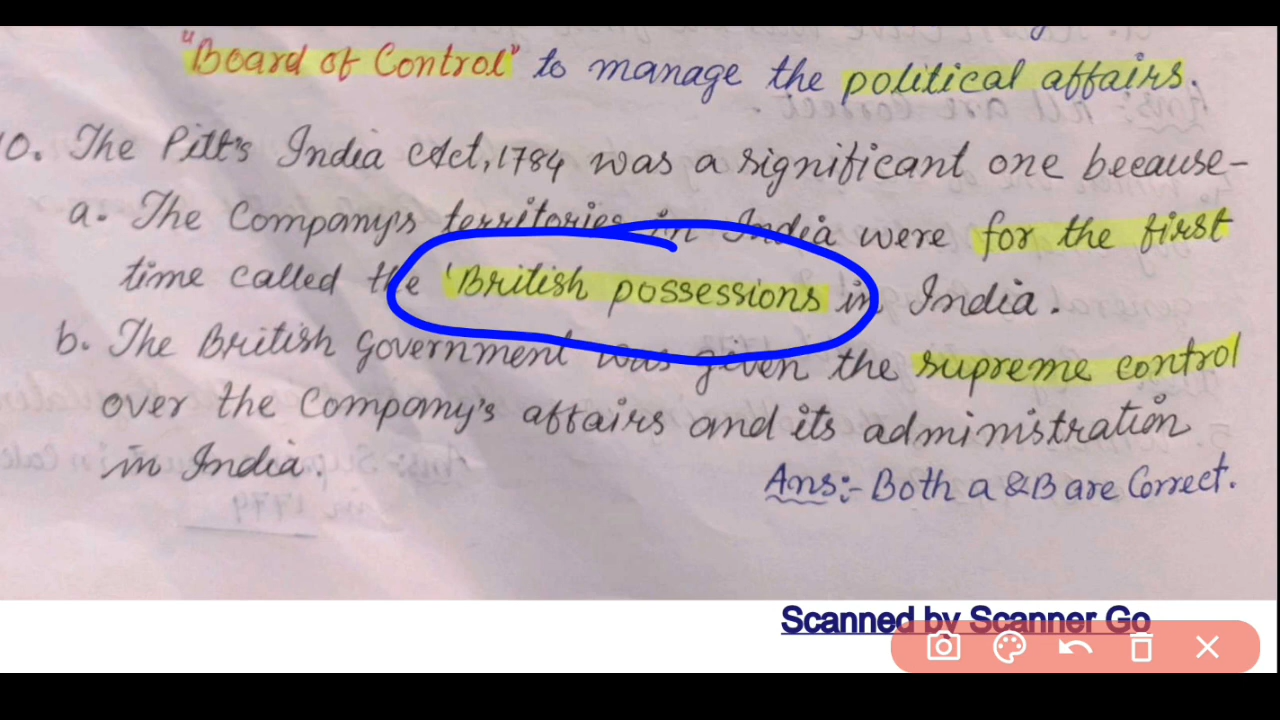 "Board of Control" to manage the political affairs.
10. The Pitt's India Act, 1784 was a significant one beeause-
a. The Company's territories in India were for the first
time called the 'British possessions in India.
b. The British Government was given the supreme control
over the Company's affairs and its administration
in India.
Ans:- Both a & B are Correct.
Scanned by Scanner Go